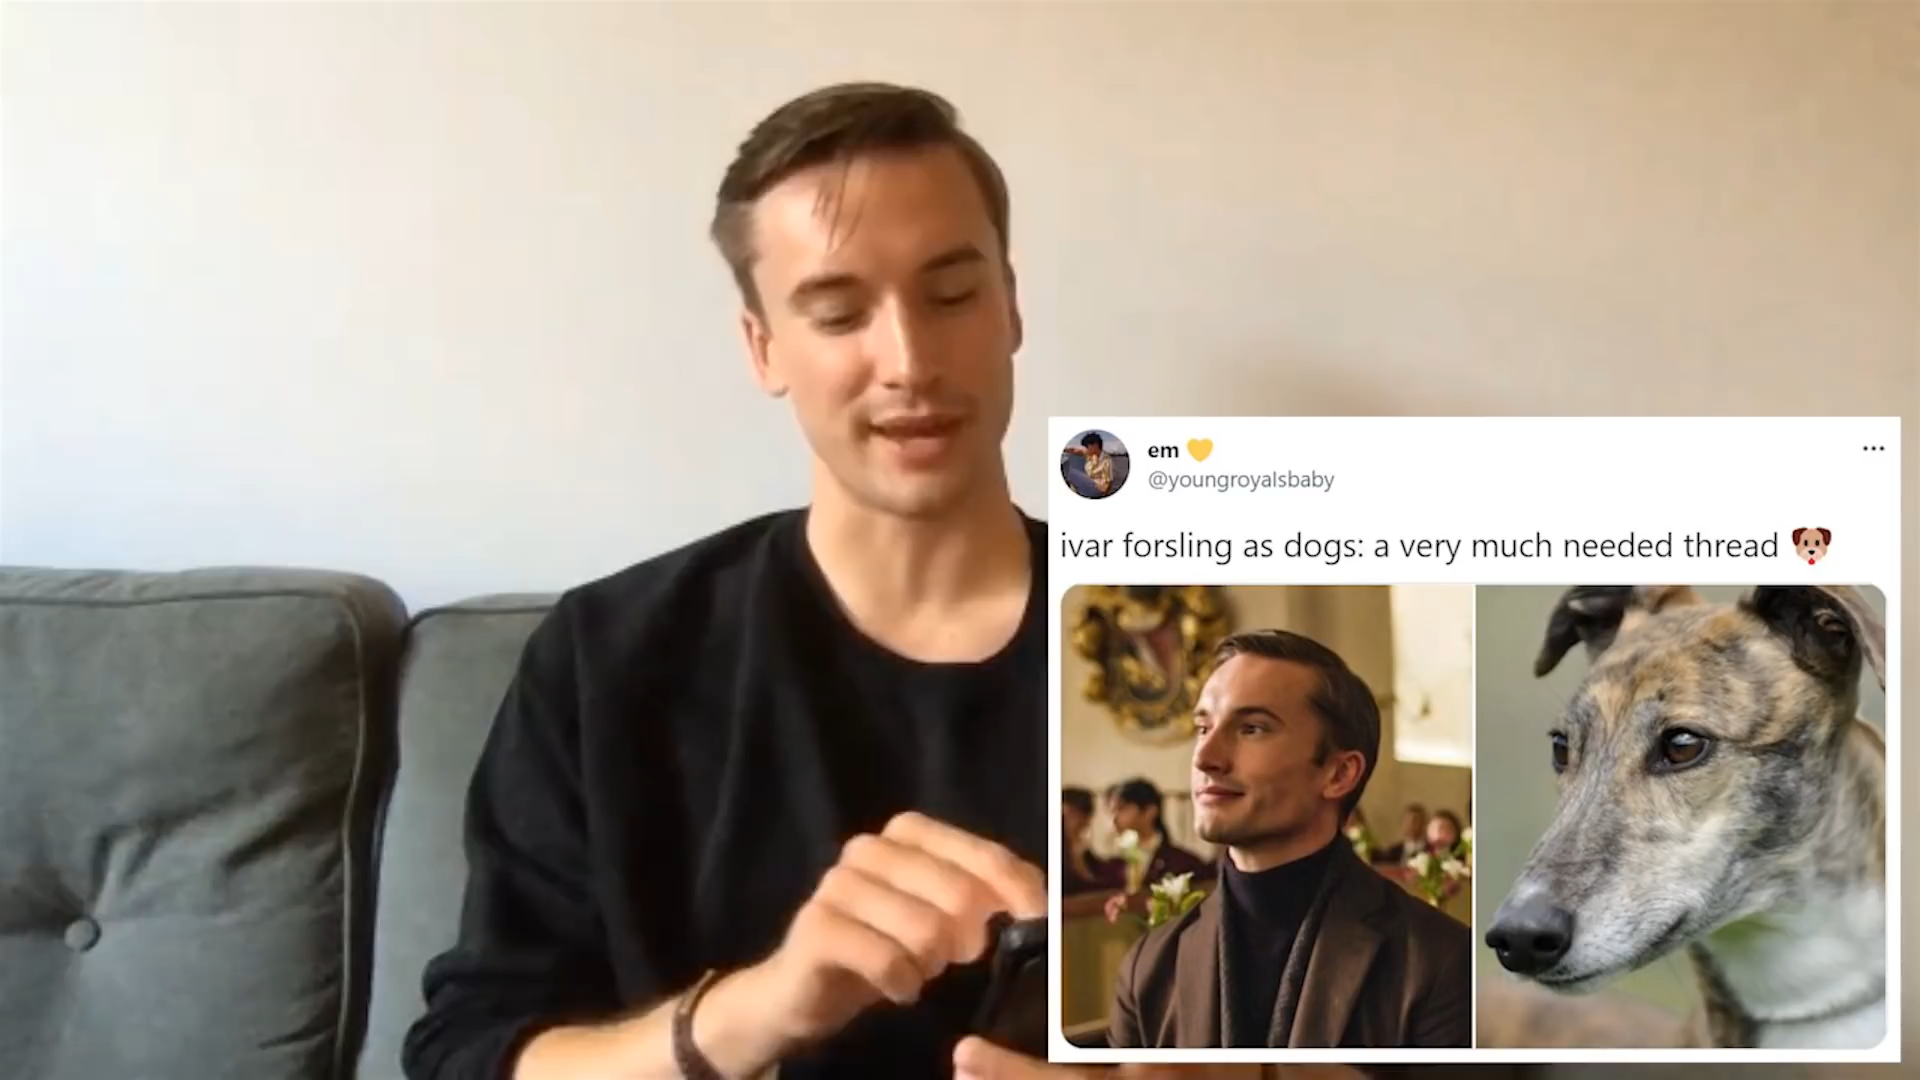 em 💛
@youngroyalsbaby
ivar forsling as dogs: a very much needed thread 🐶